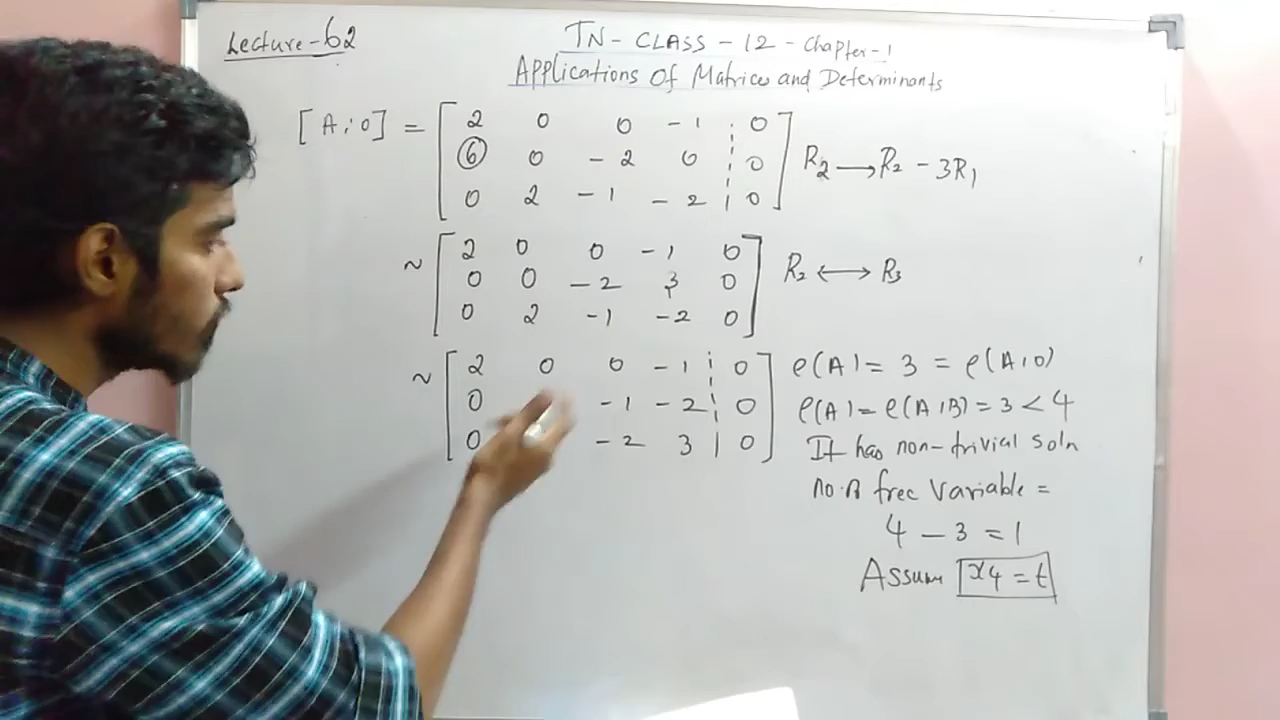 Lecture-62
TN- CLASS - 12 - Chapter-1
Applications Of Matrices and Determinants
[A ¦ 0] = [ 2 0 0 -1 ¦ 0
6 0 -2 0 ¦ 0
0 2 -1 -2 | 0 ] R2 ⟶ R2 - 3R1
~ [ 2 0 0 -1 0
0 0 -2 3 0
0 2 -1 -2 0 ] R2 ⟷ R3
~ [ 2 0 0 -1 ¦ 0
0 -1 -2 ¦ 0
0 -2 3 | 0 ]
ρ(A) = 3 = ρ(A ¦ 0)
ρ(A) = ρ(A ¦ B) = 3 < 4
It has non-trivial soln
no. of free variable =
4 - 3 = 1
Assum x4 = t